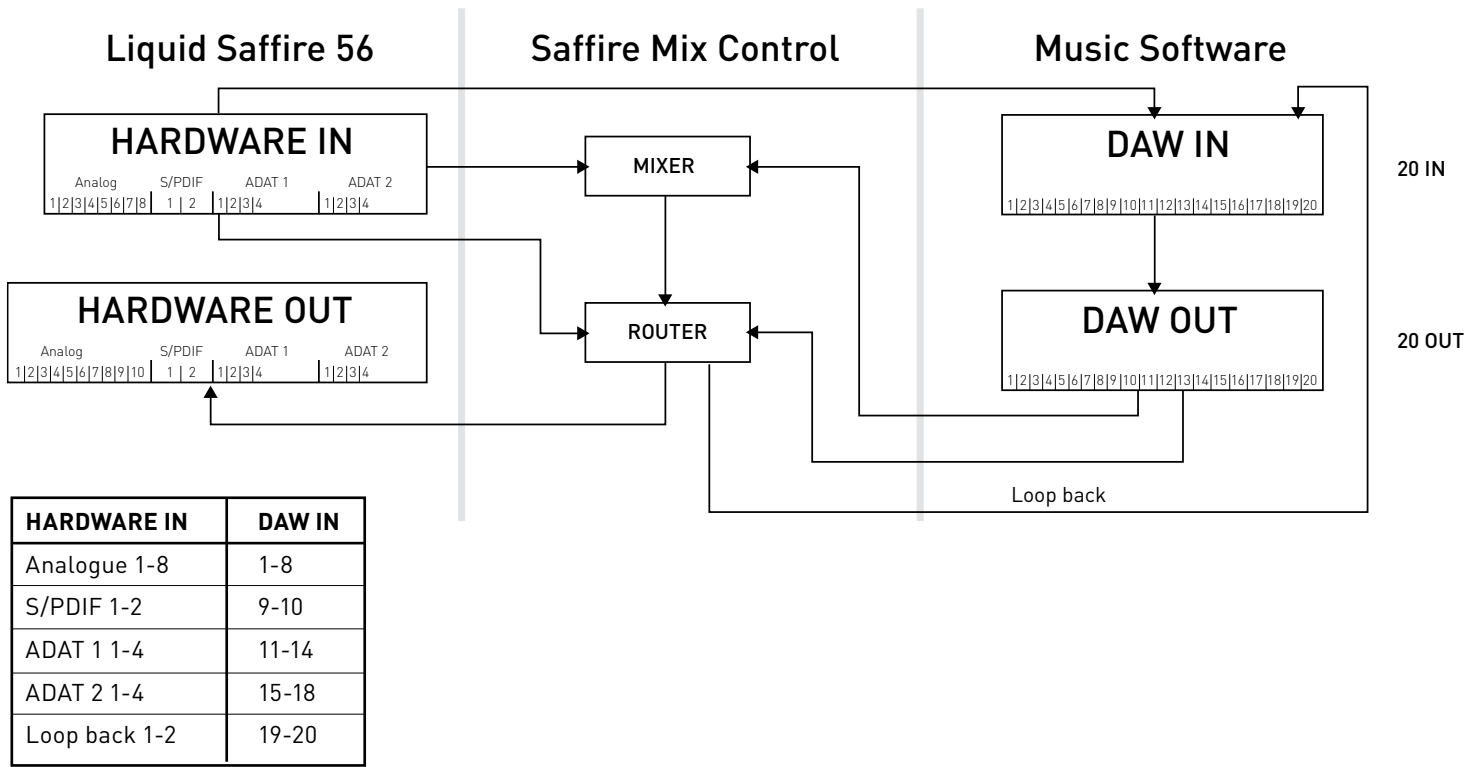 Liquid Saffire 56
Saffire Mix Control
Music Software
HARDWARE IN
Analog S/PDIF ADAT 1 ADAT 2
1|2|3|4|5|6|7|8 1 | 2 1|2|3|4 1|2|3|4
MIXER
DAW IN
1|2|3|4|5|6|7|8|9|10|11|12|13|14|15|16|17|18|19|20
20 IN
HARDWARE OUT
Analog S/PDIF ADAT 1 ADAT 2
1|2|3|4|5|6|7|8|9|10 1 | 2 1|2|3|4 1|2|3|4
ROUTER
DAW OUT
1|2|3|4|5|6|7|8|9|10|11|12|13|14|15|16|17|18|19|20
20 OUT
Loop back
HARDWARE IN DAW IN
Analogue 1-8 1-8
S/PDIF 1-2 9-10
ADAT 1 1-4 11-14
ADAT 2 1-4 15-18
Loop back 1-2 19-20